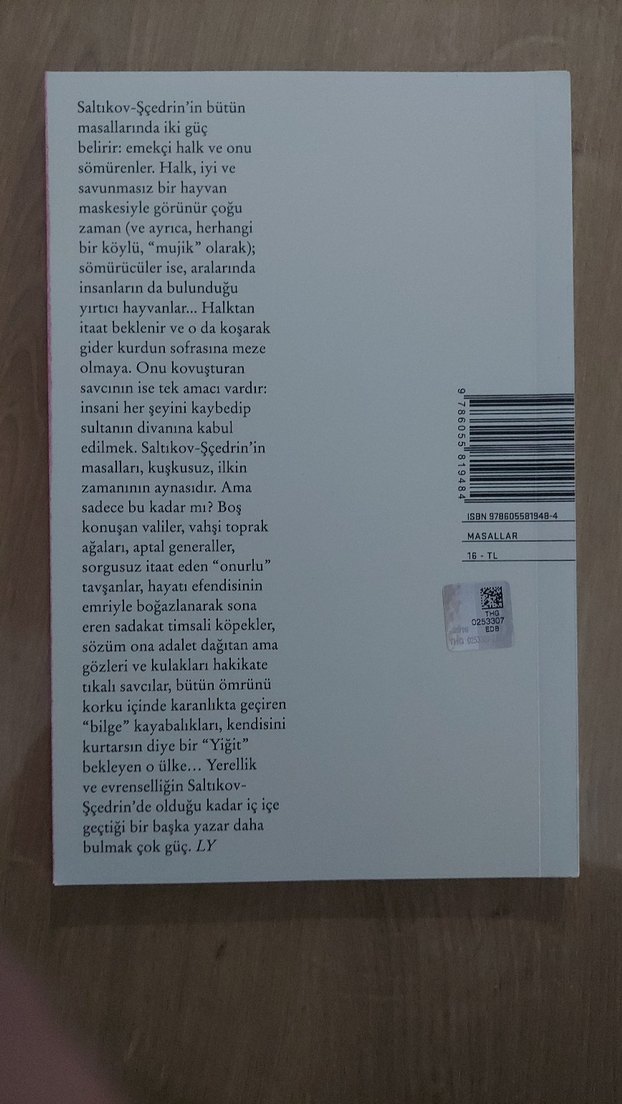 Saltıkov-Şçedrin'in bütün
masallarında iki güç
belirir: emekçi halk ve onu
sömürenler. Halk, iyi ve
savunmasız bir hayvan
maskesiyle görünür çoğu
zaman (ve ayrıca, herhangi
bir köylü, “mujik” olarak);
sömürücüler ise, aralarında
insanların da bulunduğu
yırtıcı hayvanlar... Halktan
itaat beklenir ve o da koşarak
gider kurdun sofrasına meze
olmaya. Onu kovuşturan
savcının ise tek amacı vardır:
insani her şeyini kaybedip
sultanın divanına kabul
edilmek. Saltıkov-Şçedrin'in
masalları, kuşkusuz, ilkin
zamanının aynasıdır. Ama
sadece bu kadar mı? Boş
konuşan valiler, vahşi toprak
ağaları, aptal generaller,
sorgusuz itaat eden “onurlu”
tavşanlar, hayatı efendisinin
emriyle boğazlanarak sona
eren sadakat timsali köpekler,
sözüm ona adalet dağıtan ama
gözleri ve kulakları hakikate
tıkalı savcılar, bütün ömrünü
korku içinde karanlıkta geçiren
“bilge” kayabalıkları, kendisini
kurtarsın diye bir “Yiğit”
bekleyen o ülke... Yerellik
ve evrenselliğin Saltıkov-
Şçedrin'de olduğu kadar iç içe
geçtiği bir başka yazar daha
bulmak çok güç. LY
9 786055 819484
ISBN 978605581948-4
MASALLAR
16 - TL
THG
0253307
EDB